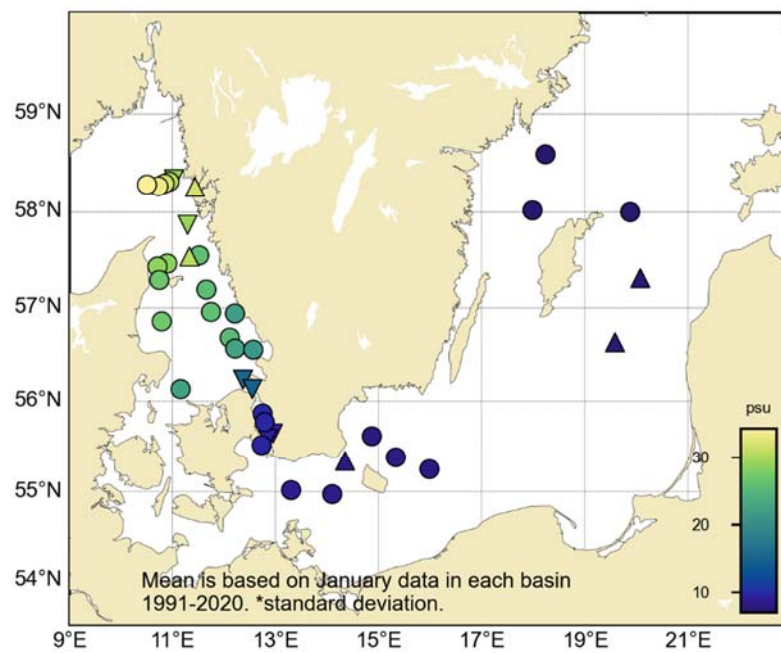 59°N
58°N
57°N
56°N
55°N
54°N
psu
30
20
10
Mean is based on January data in each basin
1991-2020. *standard deviation.
9°E 11°E 13°E 15°E 17°E 19°E 21°E